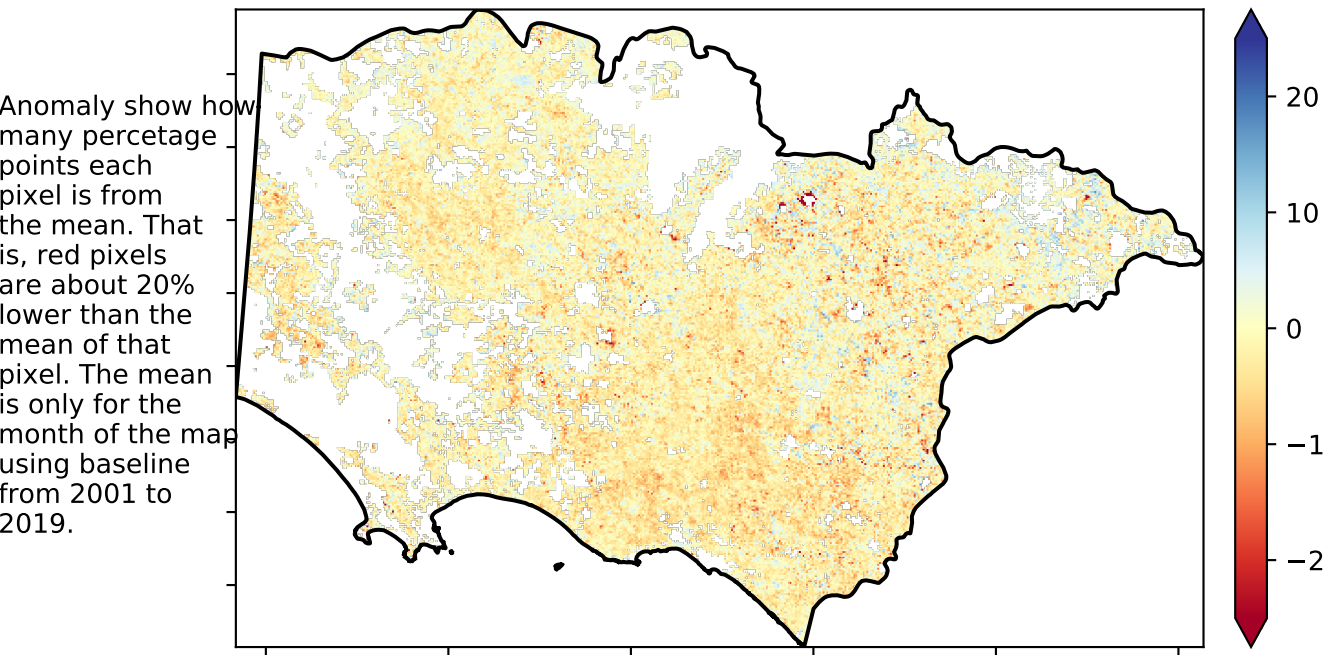 Anomaly show how
many percetage
points each
pixel is from
the mean. That
is, red pixels
are about 20%
lower than the
mean of that
pixel. The mean
is only for the
month of the map
using baseline
from 2001 to
2019.
20
10
0
−1
−2